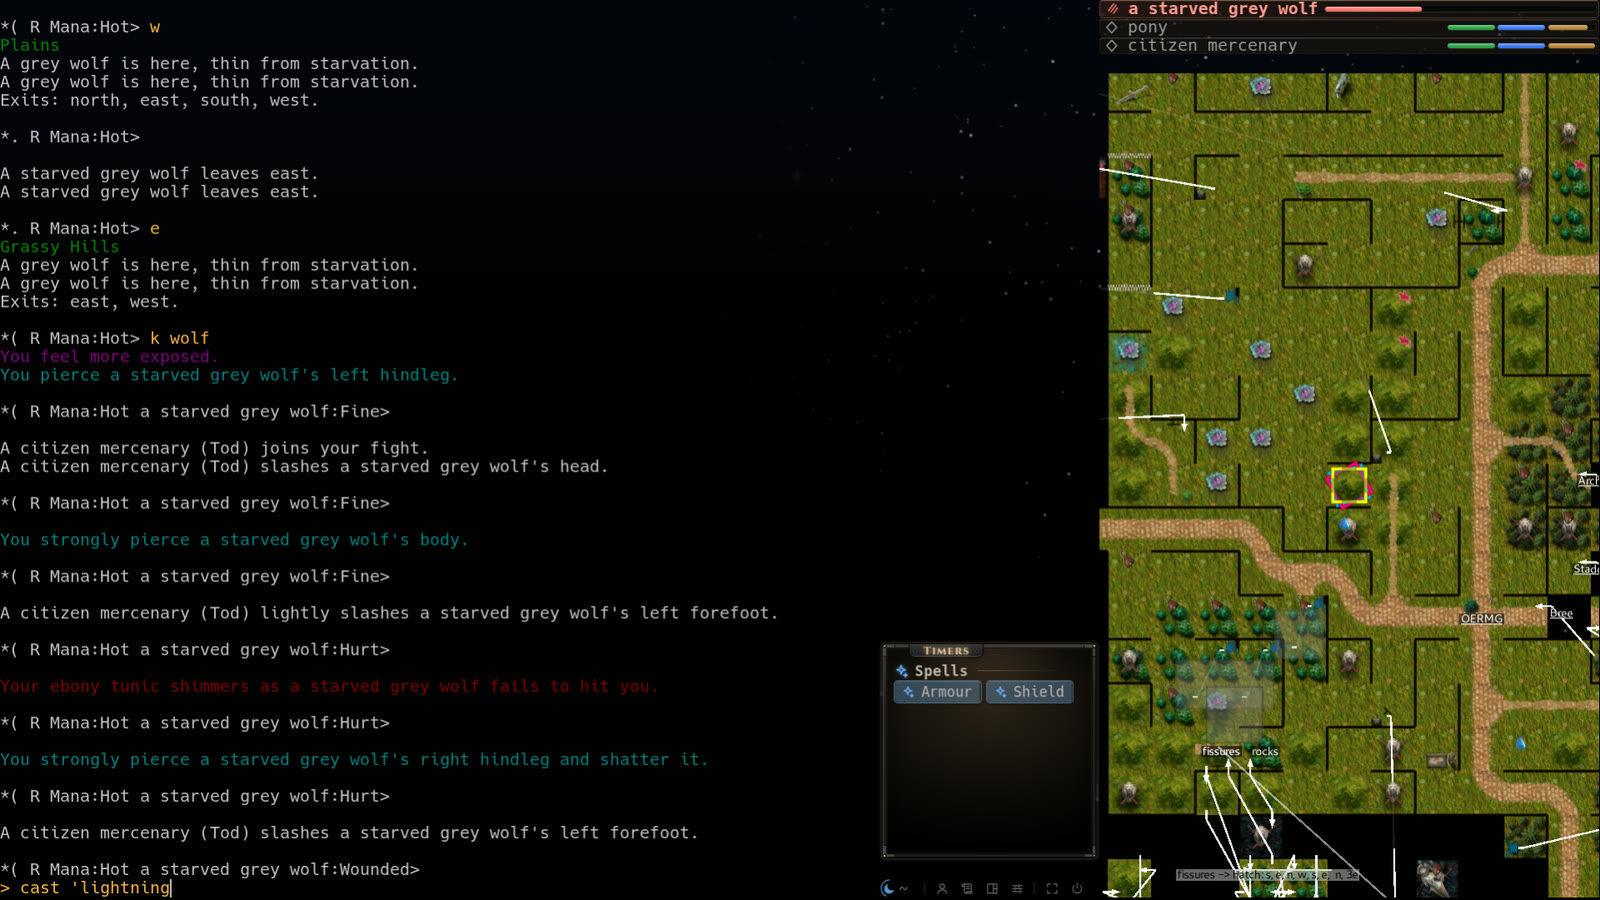 *( R Mana:Hot> w
Plains
A grey wolf is here, thin from starvation.
A grey wolf is here, thin from starvation.
Exits: north, east, south, west.
*. R Mana:Hot>
A starved grey wolf leaves east.
A starved grey wolf leaves east.
*. R Mana:Hot> e
Grassy Hills
A grey wolf is here, thin from starvation.
A grey wolf is here, thin from starvation.
Exits: east, west.
*( R Mana:Hot> k wolf
You feel more exposed.
You pierce a starved grey wolf's left hindleg.
*( R Mana:Hot a starved grey wolf:Fine>
A citizen mercenary (Tod) joins your fight.
A citizen mercenary (Tod) slashes a starved grey wolf's head.
*( R Mana:Hot a starved grey wolf:Fine>
You strongly pierce a starved grey wolf's body.
*( R Mana:Hot a starved grey wolf:Fine>
A citizen mercenary (Tod) lightly slashes a starved grey wolf's left forefoot.
*( R Mana:Hot a starved grey wolf:Hurt>
Your ebony tunic shimmers as a starved grey wolf fails to hit you.
*( R Mana:Hot a starved grey wolf:Hurt>
You strongly pierce a starved grey wolf's right hindleg and shatter it.
*( R Mana:Hot a starved grey wolf:Hurt>
A citizen mercenary (Tod) slashes a starved grey wolf's left forefoot.
*( R Mana:Hot a starved grey wolf:Wounded>
> cast 'lightning
TIMERS
Spells
Armour Shield
a starved grey wolf
pony
citizen mercenary
Arch
Stadd
OERMG
Bree
fissures rocks
fissures -> hatch: s, e, n, w, s, e, n, 3e